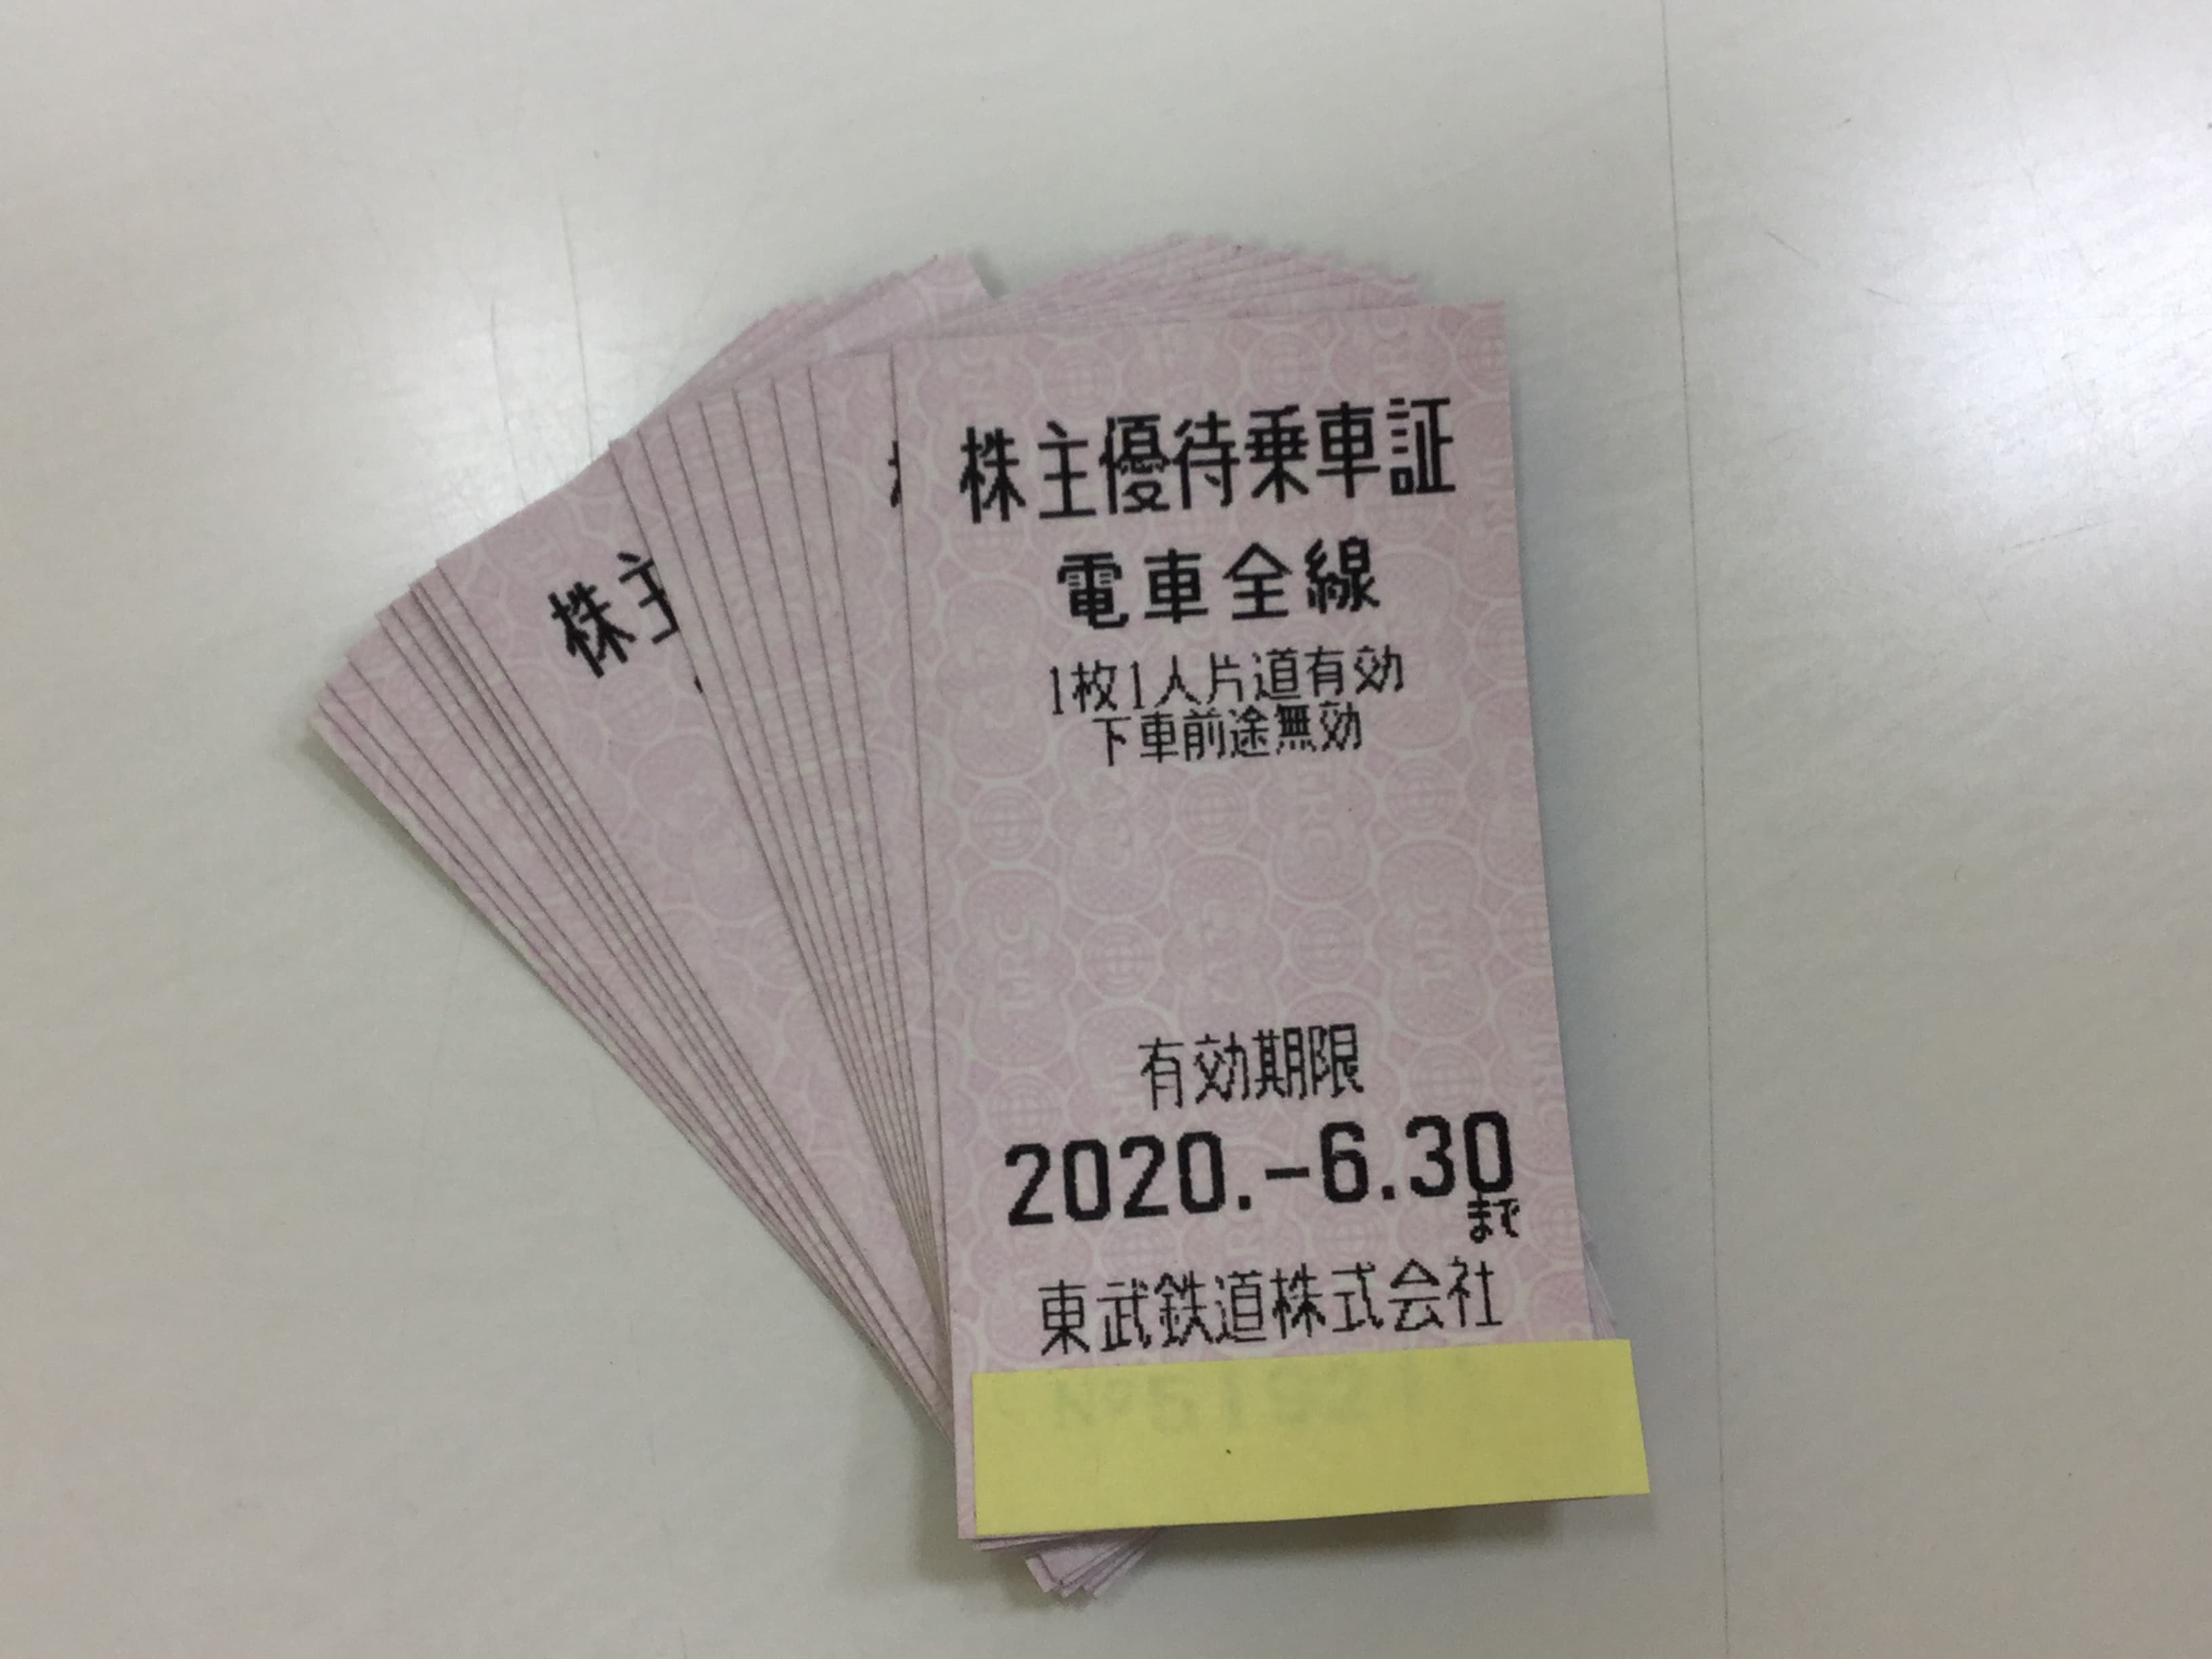 株主優待乗車証
電車全線
1枚1人片道有効
下車前途無効
有効期限
2020.-6.30
まで
東武鉄道株式会社
株主